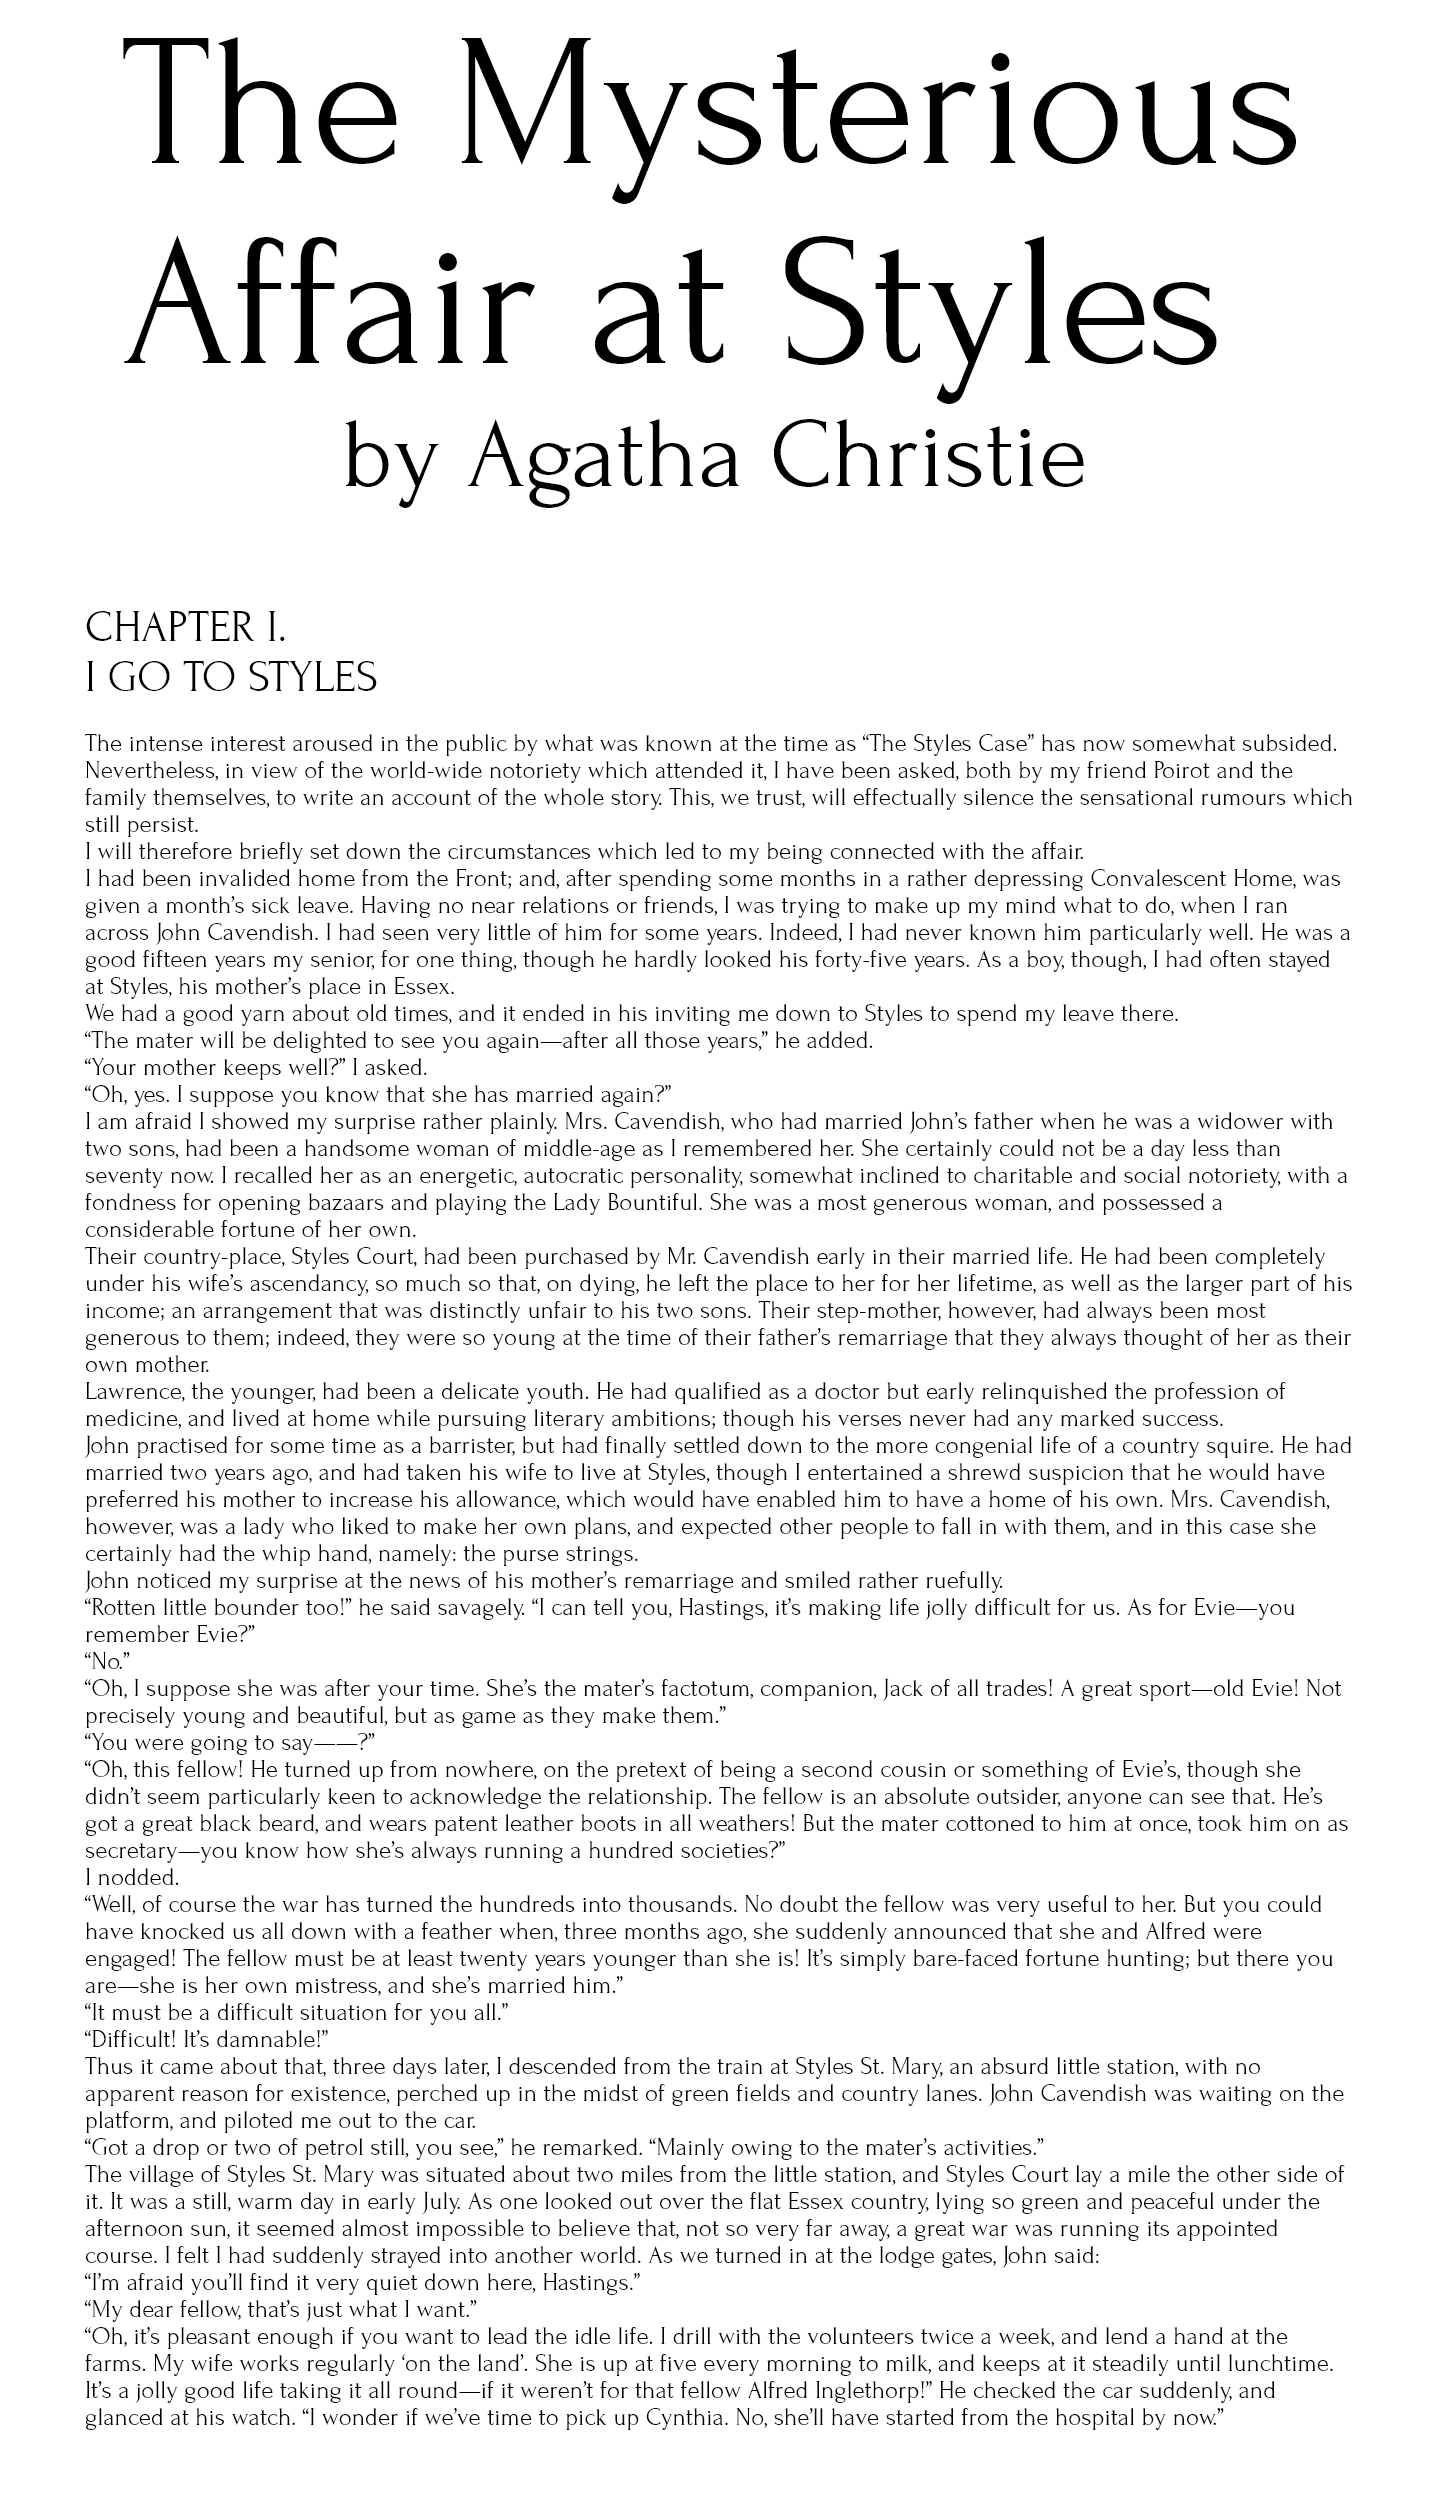 The Mysterious
Affair at Styles
by Agatha Christie
CHAPTER I.
I GO TO STYLES
The intense interest aroused in the public by what was known at the time as “The Styles Case” has now somewhat subsided.
Nevertheless, in view of the world-wide notoriety which attended it, I have been asked, both by my friend Poirot and the
family themselves, to write an account of the whole story. This, we trust, will effectually silence the sensational rumours which
still persist.
I will therefore briefly set down the circumstances which led to my being connected with the affair.
I had been invalided home from the Front; and, after spending some months in a rather depressing Convalescent Home, was
given a month’s sick leave. Having no near relations or friends, I was trying to make up my mind what to do, when I ran
across John Cavendish. I had seen very little of him for some years. Indeed, I had never known him particularly well. He was a
good fifteen years my senior, for one thing, though he hardly looked his forty-five years. As a boy, though, I had often stayed
at Styles, his mother’s place in Essex.
We had a good yarn about old times, and it ended in his inviting me down to Styles to spend my leave there.
“The mater will be delighted to see you again—after all those years,” he added.
“Your mother keeps well?” I asked.
“Oh, yes. I suppose you know that she has married again?”
I am afraid I showed my surprise rather plainly. Mrs. Cavendish, who had married John’s father when he was a widower with
two sons, had been a handsome woman of middle-age as I remembered her. She certainly could not be a day less than
seventy now. I recalled her as an energetic, autocratic personality, somewhat inclined to charitable and social notoriety, with a
fondness for opening bazaars and playing the Lady Bountiful. She was a most generous woman, and possessed a
considerable fortune of her own.
Their country-place, Styles Court, had been purchased by Mr. Cavendish early in their married life. He had been completely
under his wife’s ascendancy, so much so that, on dying, he left the place to her for her lifetime, as well as the larger part of his
income; an arrangement that was distinctly unfair to his two sons. Their step-mother, however, had always been most
generous to them; indeed, they were so young at the time of their father’s remarriage that they always thought of her as their
own mother.
Lawrence, the younger, had been a delicate youth. He had qualified as a doctor but early relinquished the profession of
medicine, and lived at home while pursuing literary ambitions; though his verses never had any marked success.
John practised for some time as a barrister, but had finally settled down to the more congenial life of a country squire. He had
married two years ago, and had taken his wife to live at Styles, though I entertained a shrewd suspicion that he would have
preferred his mother to increase his allowance, which would have enabled him to have a home of his own. Mrs. Cavendish,
however, was a lady who liked to make her own plans, and expected other people to fall in with them, and in this case she
certainly had the whip hand, namely: the purse strings.
John noticed my surprise at the news of his mother’s remarriage and smiled rather ruefully.
“Rotten little bounder too!” he said savagely. “I can tell you, Hastings, it’s making life jolly difficult for us. As for Evie—you
remember Evie?”
“No.”
“Oh, I suppose she was after your time. She’s the mater’s factotum, companion, Jack of all trades! A great sport—old Evie! Not
precisely young and beautiful, but as game as they make them.”
“You were going to say——?”
“Oh, this fellow! He turned up from nowhere, on the pretext of being a second cousin or something of Evie’s, though she
didn’t seem particularly keen to acknowledge the relationship. The fellow is an absolute outsider, anyone can see that. He’s
got a great black beard, and wears patent leather boots in all weathers! But the mater cottoned to him at once, took him on as
secretary—you know how she’s always running a hundred societies?”
I nodded.
“Well, of course the war has turned the hundreds into thousands. No doubt the fellow was very useful to her. But you could
have knocked us all down with a feather when, three months ago, she suddenly announced that she and Alfred were
engaged! The fellow must be at least twenty years younger than she is! It’s simply bare-faced fortune hunting; but there you
are—she is her own mistress, and she’s married him.”
“It must be a difficult situation for you all.”
“Difficult! It’s damnable!”
Thus it came about that, three days later, I descended from the train at Styles St. Mary, an absurd little station, with no
apparent reason for existence, perched up in the midst of green fields and country lanes. John Cavendish was waiting on the
platform, and piloted me out to the car.
“Got a drop or two of petrol still, you see,” he remarked. “Mainly owing to the mater’s activities.”
The village of Styles St. Mary was situated about two miles from the little station, and Styles Court lay a mile the other side of
it. It was a still, warm day in early July. As one looked out over the flat Essex country, lying so green and peaceful under the
afternoon sun, it seemed almost impossible to believe that, not so very far away, a great war was running its appointed
course. I felt I had suddenly strayed into another world. As we turned in at the lodge gates, John said:
“I’m afraid you’ll find it very quiet down here, Hastings.”
“My dear fellow, that’s just what I want.”
“Oh, it’s pleasant enough if you want to lead the idle life. I drill with the volunteers twice a week, and lend a hand at the
farms. My wife works regularly ‘on the land’. She is up at five every morning to milk, and keeps at it steadily until lunchtime.
It’s a jolly good life taking it all round—if it weren’t for that fellow Alfred Inglethorp!” He checked the car suddenly, and
glanced at his watch. “I wonder if we’ve time to pick up Cynthia. No, she’ll have started from the hospital by now.”